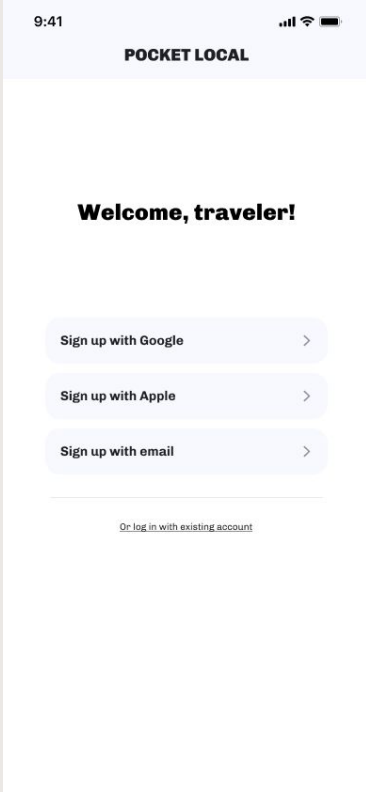 9:41
POCKET LOCAL
Welcome, traveler!
Sign up with Google
Sign up with Apple
Sign up with email
Or log in with existing account